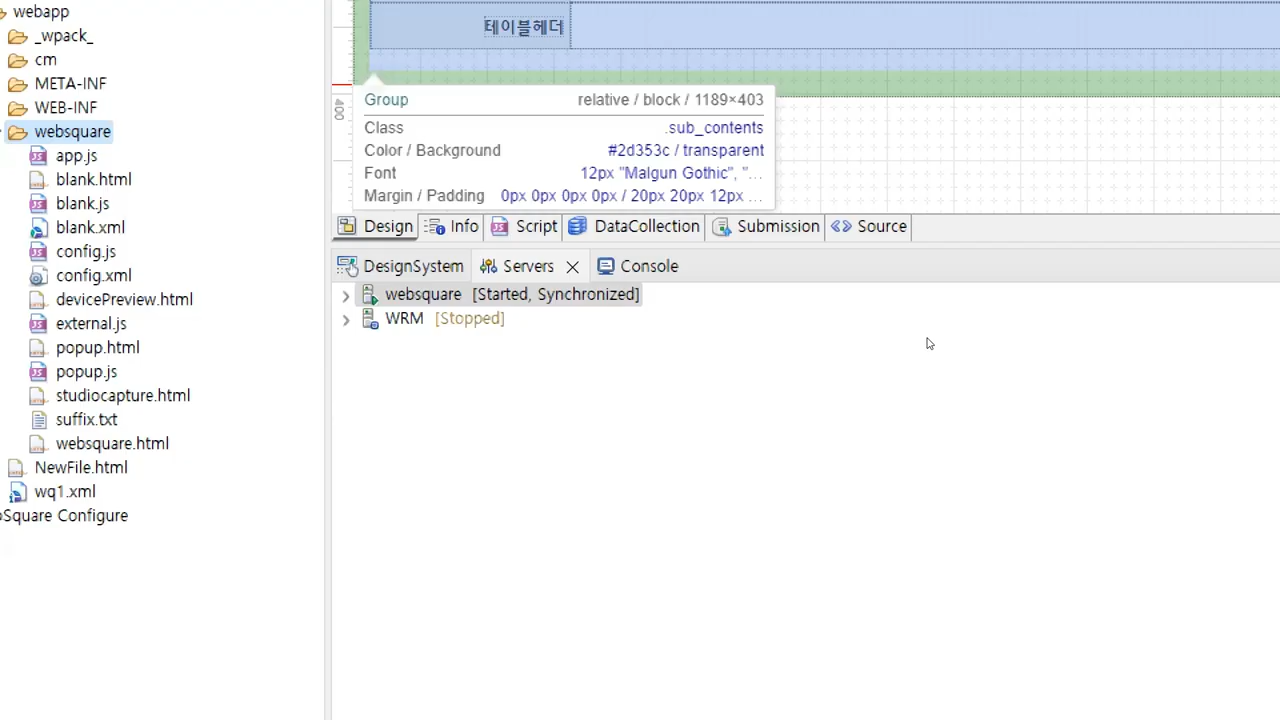 webapp
_wpack_
cm
META-INF
WEB-INF
websquare
app.js
blank.html
blank.js
blank.xml
config.js
config.xml
devicePreview.html
external.js
popup.html
popup.js
studiocapture.html
suffix.txt
websquare.html
NewFile.html
wq1.xml
Square Configure
테이블헤더
400
Group relative / block / 1189×403
Class .sub_contents
Color / Background #2d353c / transparent
Font 12px "Malgun Gothic", "...
Margin / Padding 0px 0px 0px 0px / 20px 20px 12px ...
Design Info Script DataCollection Submission Source
DesignSystem Servers Console
websquare [Started, Synchronized]
WRM [Stopped]